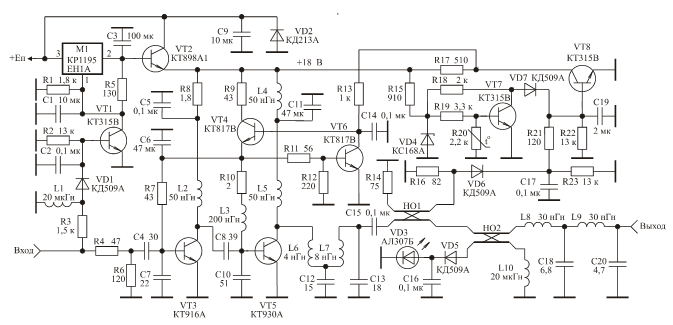 C3 100 мк
М1
КР1195
ЕН1А
+Еп
3
2
1
VT2
КТ898А1
C9
10 мк
VD2
КД213А
+18 В
R1 1,8 к
C1 10 мк
R5
130
VT1
КТ315В
R2 13 к
C2 0,1 мк
VD1
КД509А
L1
20 мкГн
R3
1,5 к
Вход
R4 47
C4 30
R6
120
C7
22
R8
1,8
C5
0,1 мк
C6
47 мк
R7
43
L2
50 нГн
VT3
КТ916А
R9
43
L4
50 нГн
C11
47 мк
VT4
КТ817В
R10
2
L3
200 нГн
L5
50 нГн
C8 39
C10
51
VT5
КТ930А
R11 56
R12
220
VT6
КТ817В
R13
1 к
C14 0,1 мк
L6
4 нГн
L7
8 нГн
C12
15
C13
18
C15 0,1 мк
R14
75
R15
910
R17 510
R18 2 к
R19 3,3 к
VD4
КС168А
R20
2,2 к
t°
VT7
КТ315В
VD7 КД509А
VT8
КТ315В
C19
2 мк
R21
120
R22
13 к
R16 82
VD6
КД509А
C17
0,1 мк
R23 13 к
НО1
НО2
VD3
АЛ307Б
VD5
КД509А
C16
0,1 мк
L10
20 мкГн
L8 30 нГн
L9 30 нГн
C18
6,8
C20
4,7
Выход